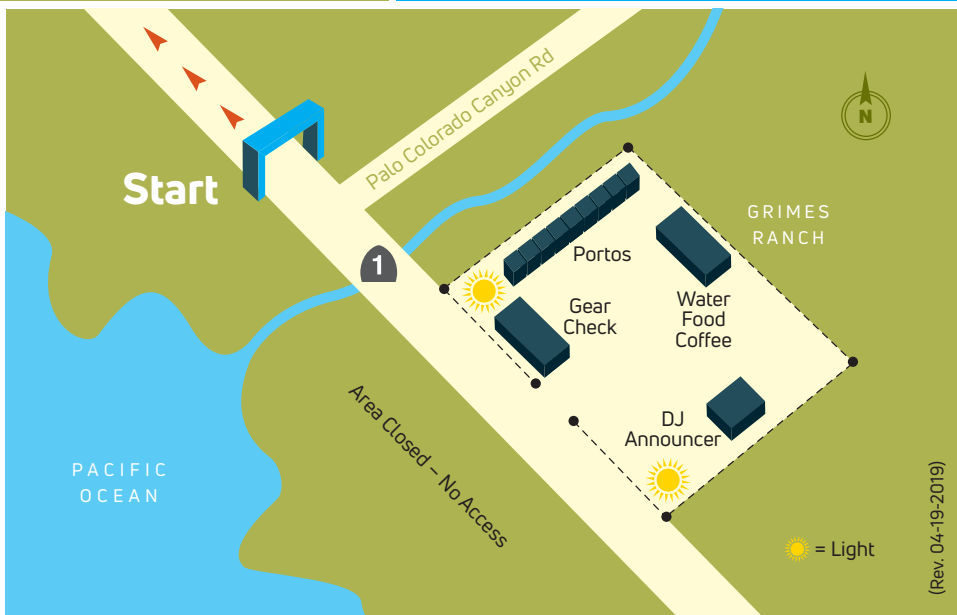 Palo Colorado Canyon Rd
N
Start
GRIMES
RANCH
1
Portos
Gear
Check
Water
Food
Coffee
Area Closed – No Access
DJ
Announcer
PACIFIC
OCEAN
= Light
(Rev. 04-19-2019)